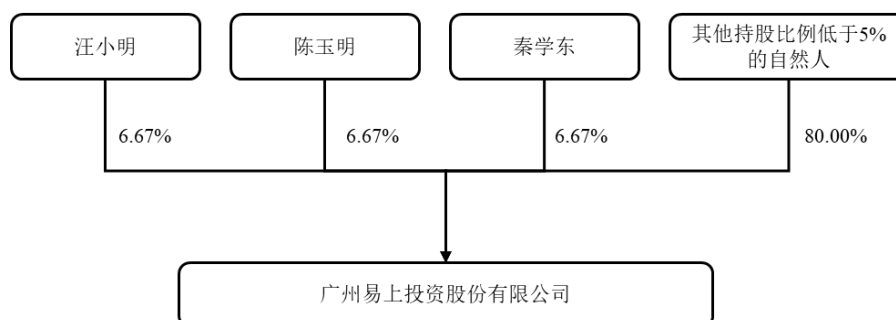 汪小明
陈玉明
秦学东
其他持股比例低于5%
的自然人
6.67%
6.67%
6.67%
80.00%
广州易上投资股份有限公司